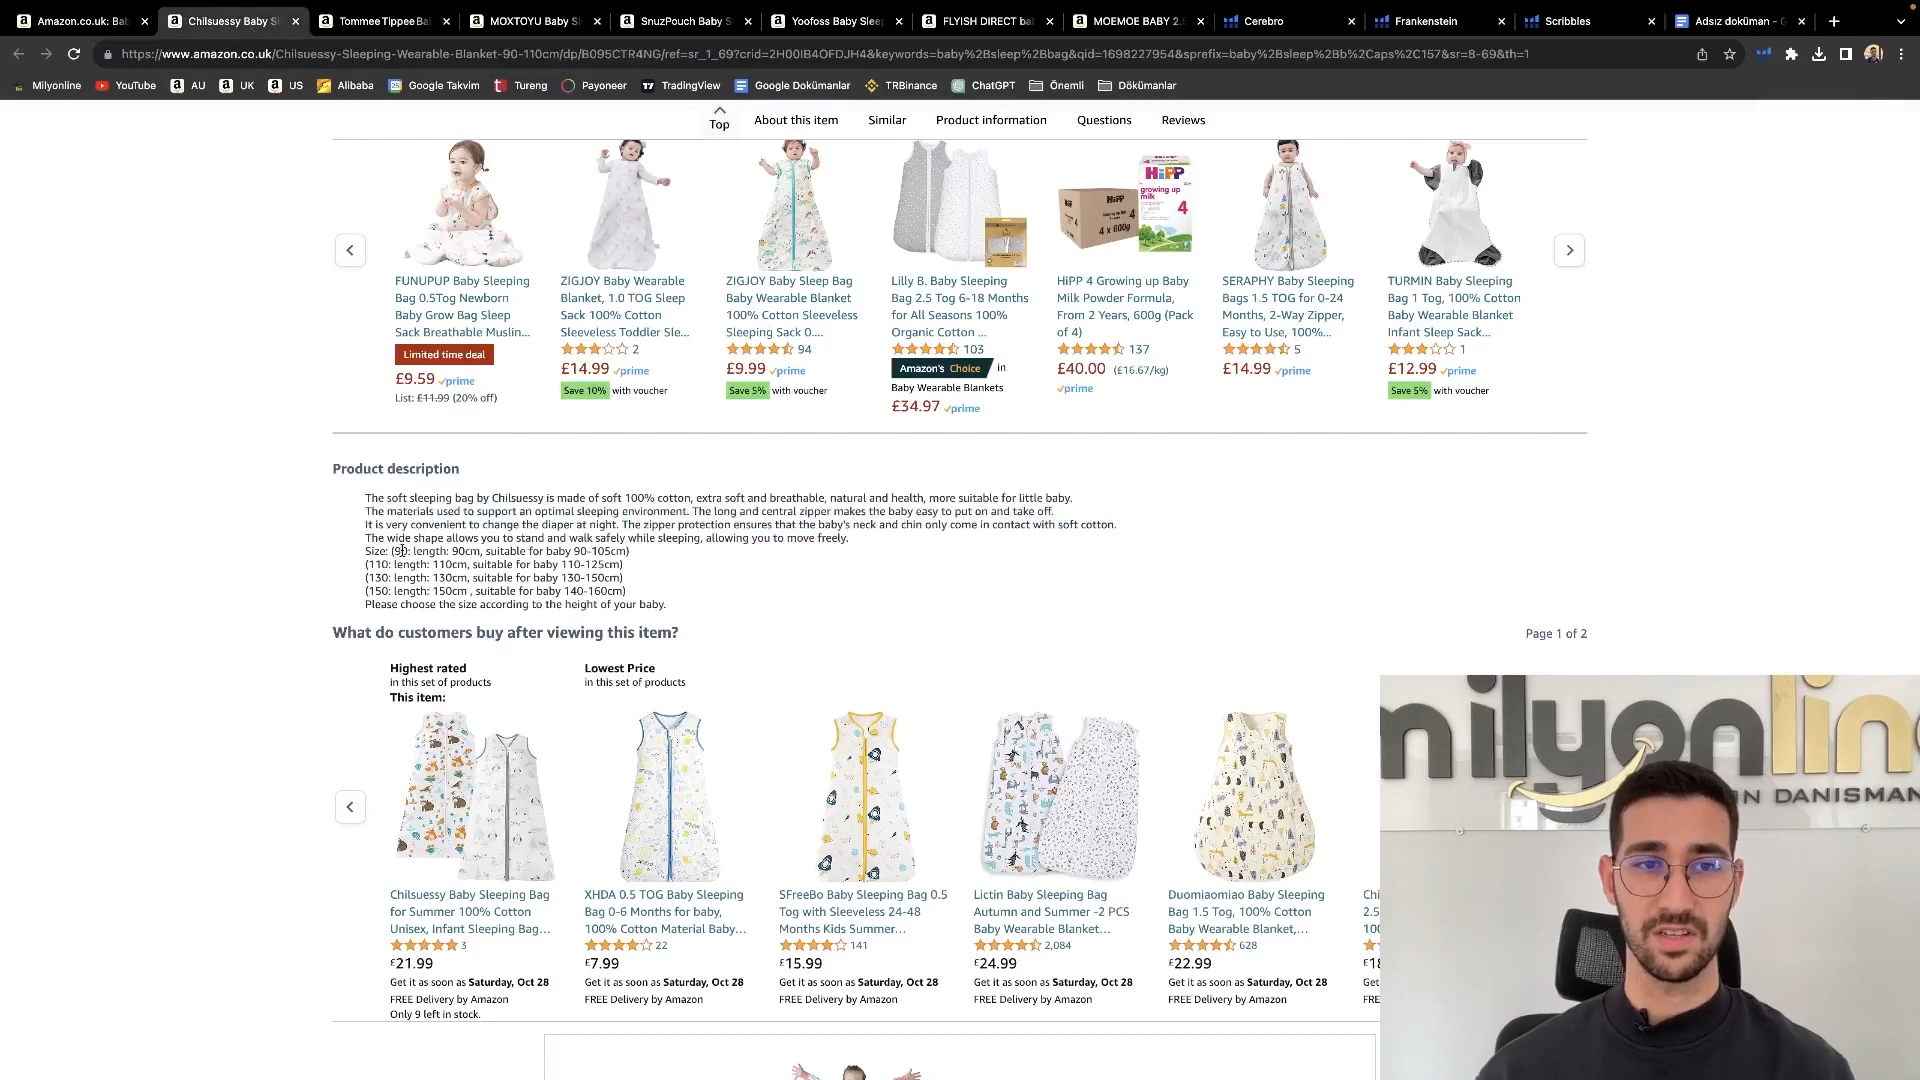 Amazon.co.uk: Bab
Chilsuessy Baby S
Tommee Tippee Ba
MOXTOYU Baby Sl
SnuzPouch Baby S
Yoofoss Baby Sleep
FLYISH DIRECT ba
MOEMOE BABY 2.
Cerebro
Frankenstein
Scribbles
Adsız doküman - G
https://www.amazon.co.uk/Chilsuessy-Sleeping-Wearable-Blanket-90-110cm/dp/B095CTR4NG/ref=sr_1_69?crid=2H00IB4OFDJH4&keywords=baby%2Bsleep%2Bbag&qid=1698227954&sprefix=baby%2Bsleep%2Bb%2Caps%2C157&sr=8-69&th=1
Milyonline
YouTube
AU
UK
US
Alibaba
Google Takvim
Tureng
Payoneer
TradingView
Google Dokümanlar
TRBinance
ChatGPT
Önemli
Dökümanlar
Top
About this item
Similar
Product information
Questions
Reviews
FUNUPUP Baby Sleeping
Bag 0.5Tog Newborn
Baby Grow Bag Sleep
Sack Breathable Muslin...
Limited time deal
£9.59 prime
List: £11.99 (20% off)
ZIGJOY Baby Wearable
Blanket, 1.0 TOG Sleep
Sack 100% Cotton
Sleeveless Toddler Sle...
2
£14.99 prime
Save 10% with voucher
ZIGJOY Baby Sleep Bag
Baby Wearable Blanket
100% Cotton Sleeveless
Sleeping Sack 0....
94
£9.99 prime
Save 5% with voucher
Lilly B. Baby Sleeping
Bag 2.5 Tog 6-18 Months
for All Seasons 100%
Organic Cotton ...
103
Amazon's Choice in
Baby Wearable Blankets
£34.97 prime
HiPP
growing up
milk
4
HiPP
4
4 x 600g
HiPP 4 Growing up Baby
Milk Powder Formula,
From 2 Years, 600g (Pack
of 4)
137
£40.00 (£16.67/kg)
prime
SERAPHY Baby Sleeping
Bags 1.5 TOG for 0-24
Months, 2-Way Zipper,
Easy to Use, 100%...
5
£14.99 prime
TURMIN Baby Sleeping
Bag 1 Tog, 100% Cotton
Baby Wearable Blanket
Infant Sleep Sack...
1
£12.99 prime
Save 5% with voucher
Product description
The soft sleeping bag by Chilsuessy is made of soft 100% cotton, extra soft and breathable, natural and health, more suitable for little baby.
The materials used to support an optimal sleeping environment. The long and central zipper makes the baby easy to put on and take off.
It is very convenient to change the diaper at night. The zipper protection ensures that the baby's neck and chin only come in contact with soft cotton.
The wide shape allows you to stand and walk safely while sleeping, allowing you to move freely.
Size: (90: length: 90cm, suitable for baby 90-105cm)
(110: length: 110cm, suitable for baby 110-125cm)
(130: length: 130cm, suitable for baby 130-150cm)
(150: length: 150cm , suitable for baby 140-160cm)
Please choose the size according to the height of your baby.
What do customers buy after viewing this item?
Page 1 of 2
Highest rated
in this set of products
This item:
Lowest Price
in this set of products
Chilsuessy Baby Sleeping Bag
for Summer 100% Cotton
Unisex, Infant Sleeping Bag...
3
£21.99
Get it as soon as Saturday, Oct 28
FREE Delivery by Amazon
Only 9 left in stock.
XHDA 0.5 TOG Baby Sleeping
Bag 0-6 Months for baby,
100% Cotton Material Baby...
22
£7.99
Get it as soon as Saturday, Oct 28
FREE Delivery by Amazon
SFreeBo Baby Sleeping Bag 0.5
Tog with Sleeveless 24-48
Months Kids Summer...
141
£15.99
Get it as soon as Saturday, Oct 28
FREE Delivery by Amazon
Lictin Baby Sleeping Bag
Autumn and Summer -2 PCS
Baby Wearable Blanket...
2,084
£24.99
Get it as soon as Saturday, Oct 28
FREE Delivery by Amazon
Duomiaomiao Baby Sleeping
Bag 1.5 Tog, 100% Cotton
Baby Wearable Blanket,...
628
£22.99
Get it as soon as Saturday, Oct 28
FREE Delivery by Amazon
Chi
2.5
100
£18
Get
FRE
milyonlin
N DANISMAN